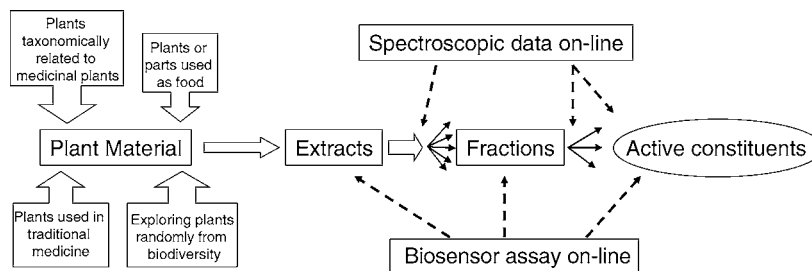 Plants
taxonomically
related to
medicinal plants
Plants or
parts used
as food
Spectroscopic data on-line
Plant Material
Extracts
Fractions
Active constituents
Plants used in
traditional
medicine
Exploring plants
randomly from
biodiversity
Biosensor assay on-line